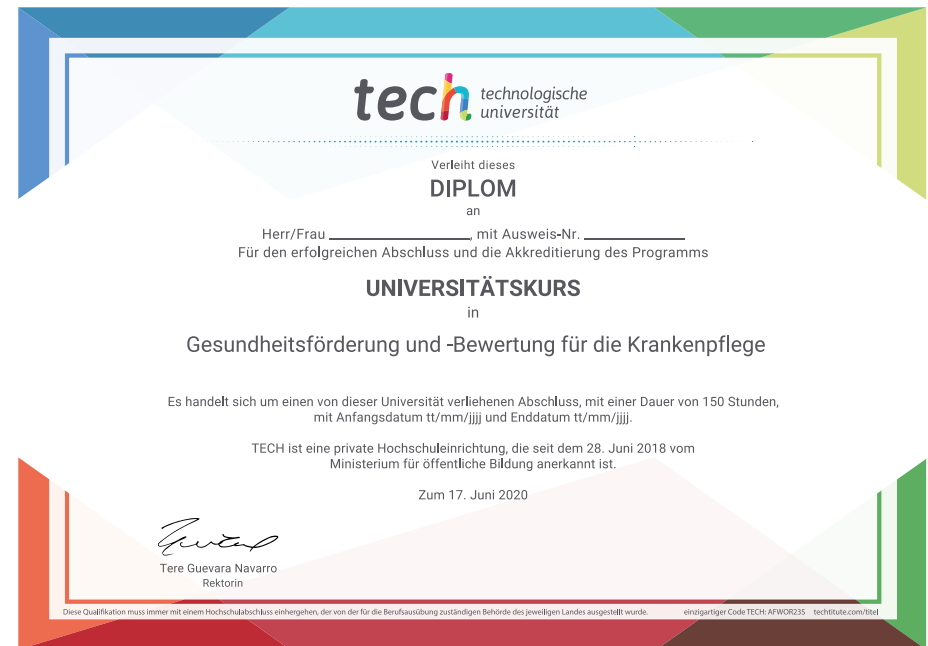 tech technologische
universität
Verleiht dieses
DIPLOM
an
Herr/Frau ____________________, mit Ausweis-Nr. ______________
Für den erfolgreichen Abschluss und die Akkreditierung des Programms
UNIVERSITÄTSKURS
in
Gesundheitsförderung und -Bewertung für die Krankenpflege
Es handelt sich um einen von dieser Universität verliehenen Abschluss, mit einer Dauer von 150 Stunden,
mit Anfangsdatum tt/mm/jjjj und Enddatum tt/mm/jjjj.
TECH ist eine private Hochschuleinrichtung, die seit dem 28. Juni 2018 vom
Ministerium für öffentliche Bildung anerkannt ist.
Zum 17. Juni 2020
Tere Guevara Navarro
Rektorin
Diese Qualifikation muss immer mit einem Hochschulabschluss einhergehen, der von der für die Berufsausübung zuständigen Behörde des jeweiligen Landes ausgestellt wurde. einzigartiger Code TECH: AFWOR235 techtitute.com/titel